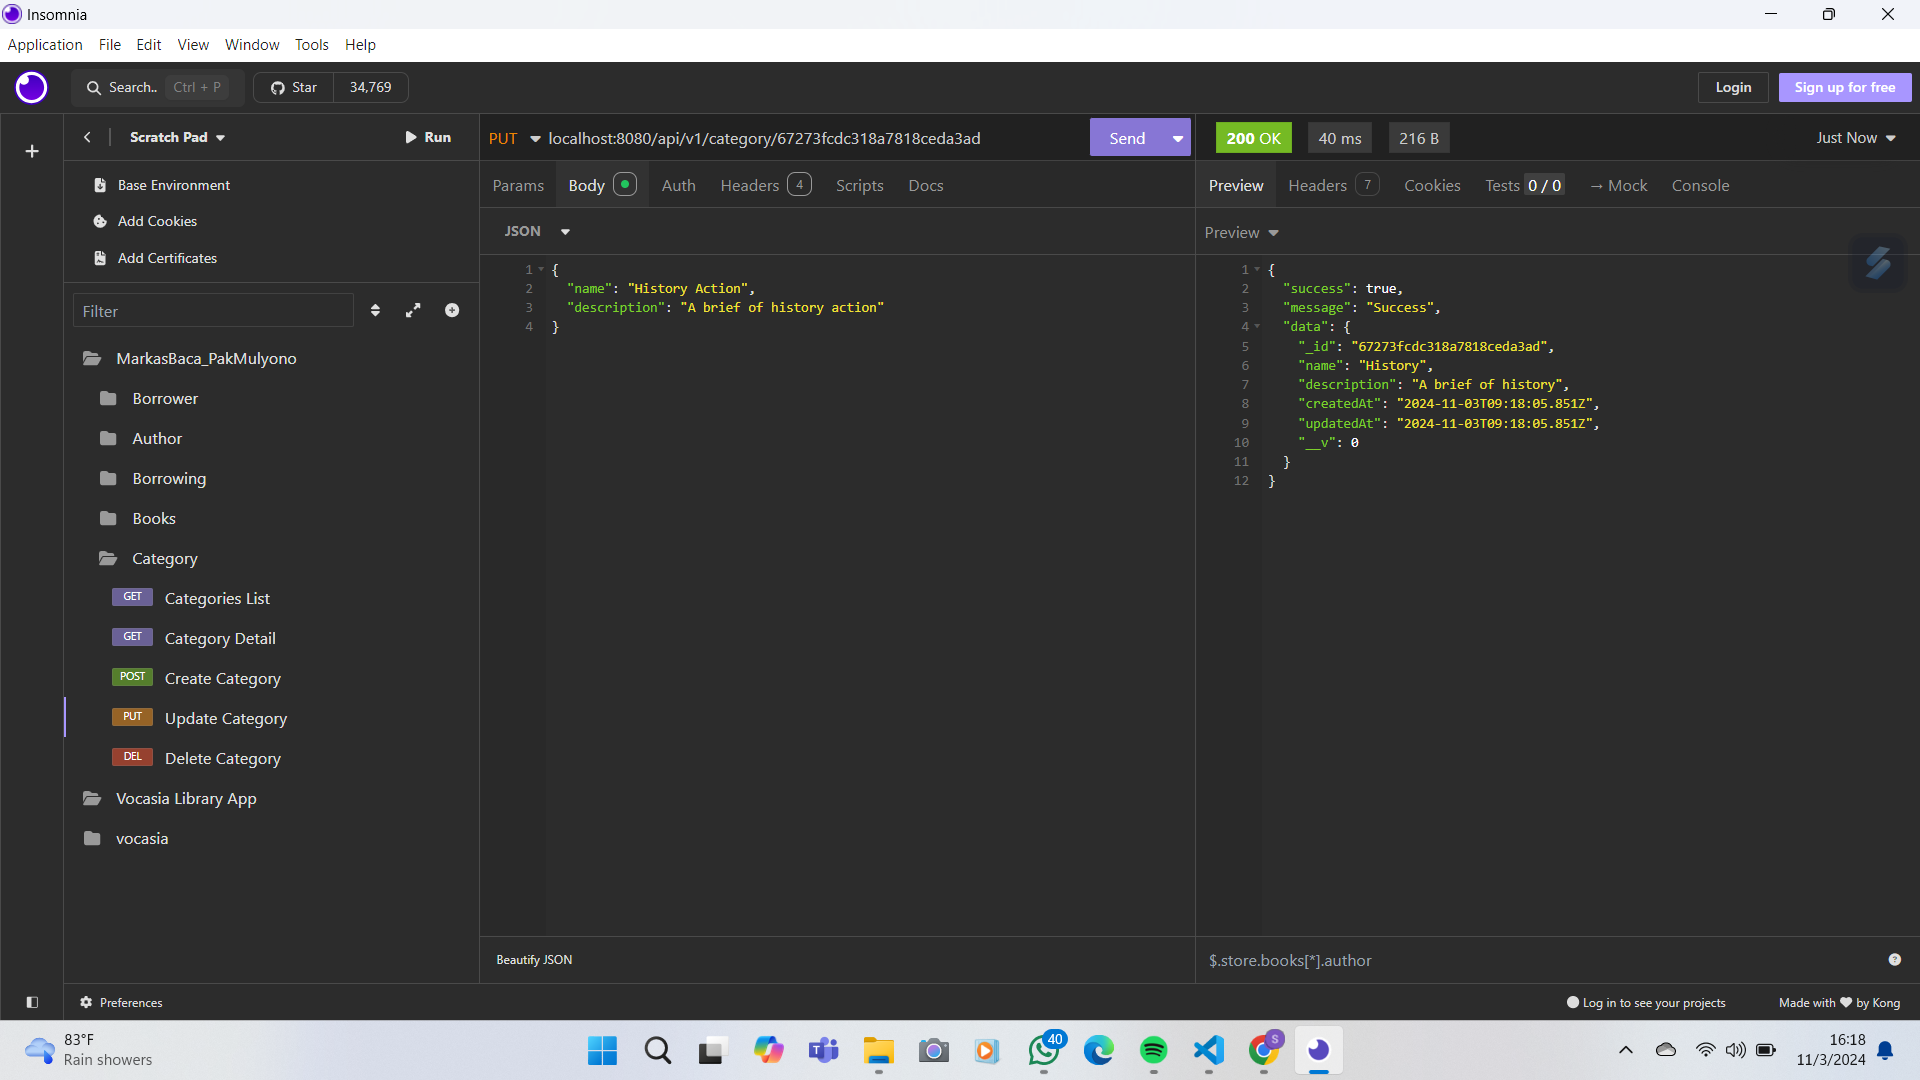 Insomnia
Application File Edit View Window Tools Help
Search.. Ctrl + P Star 34,769 Login Sign up for free
Scratch Pad Run
Base Environment
Add Cookies
Add Certificates
Filter
MarkasBaca_PakMulyono
Borrower
Author
Borrowing
Books
Category
GET Categories List
GET Category Detail
POST Create Category
PUT Update Category
DEL Delete Category
Vocasia Library App
vocasia
PUT localhost:8080/api/v1/category/67273fcdc318a7818ceda3ad Send
Params Body Auth Headers 4 Scripts Docs
JSON
1 {
2 "name": "History Action",
3 "description": "A brief of history action"
4 }
Beautify JSON
200 OK 40 ms 216 B Just Now
Preview Headers 7 Cookies Tests 0 / 0 → Mock Console
Preview
1 {
2 "success": true,
3 "message": "Success",
4 "data": {
5 "_id": "67273fcdc318a7818ceda3ad",
6 "name": "History",
7 "description": "A brief of history",
8 "createdAt": "2024-11-03T09:18:05.851Z",
9 "updatedAt": "2024-11-03T09:18:05.851Z",
10 "__v": 0
11 }
12 }
$.store.books[*].author
Preferences Log in to see your projects Made with ♥ by Kong
83°F
Rain showers
40
S
16:18
11/3/2024